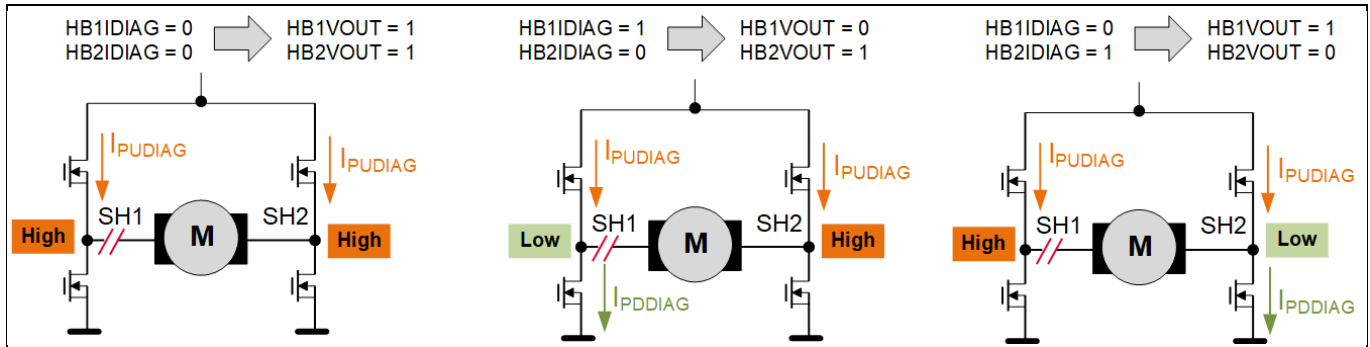 HB1IDIAG = 0 HB1VOUT = 1
HB2IDIAG = 0 HB2VOUT = 1
IPUDIAG
IPUDIAG
SH1
SH2
High
M
High
HB1IDIAG = 1 HB1VOUT = 0
HB2IDIAG = 0 HB2VOUT = 1
IPUDIAG
IPUDIAG
SH1
SH2
Low
M
High
IPDDIAG
HB1IDIAG = 0 HB1VOUT = 1
HB2IDIAG = 1 HB2VOUT = 0
IPUDIAG
IPUDIAG
SH1
SH2
High
M
Low
IPDDIAG